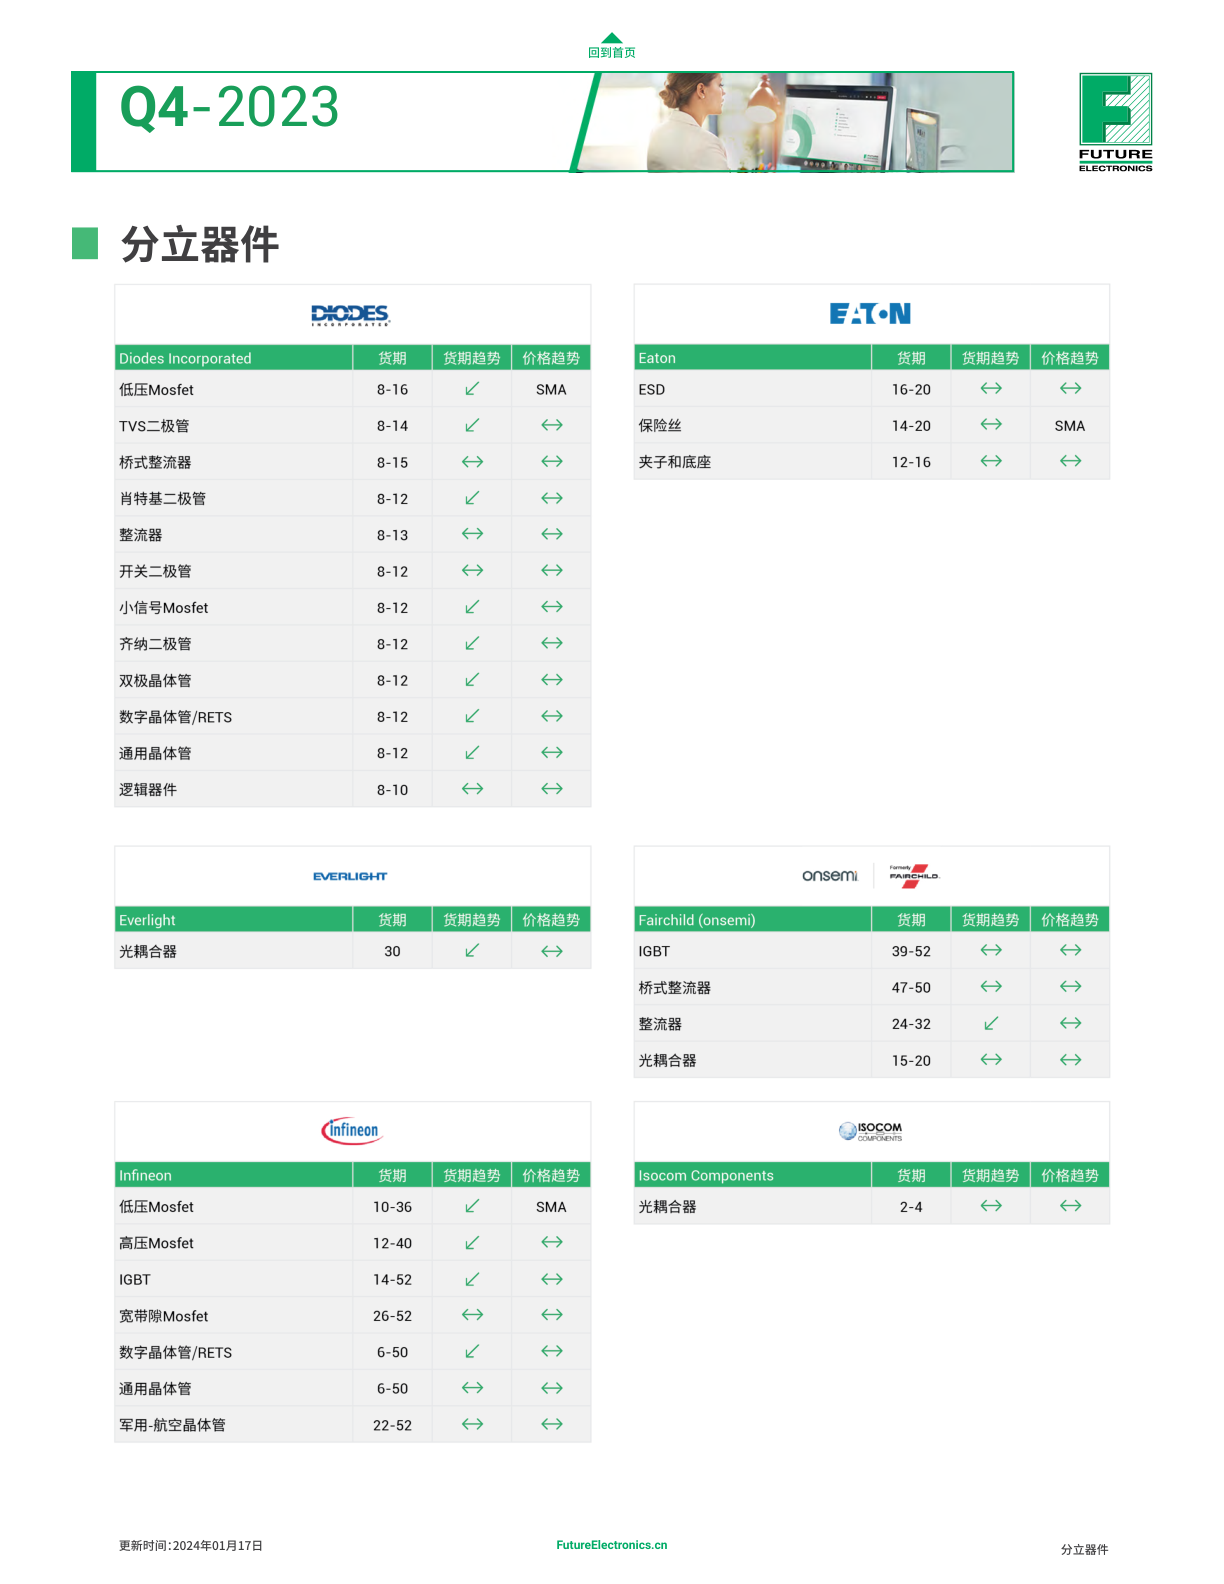 回到首页
Q4-2023
FUTURE
ELECTRONICS
分立器件
DIODES
INCORPORATED
Diodes Incorporated 货期 货期趋势 价格趋势
低压Mosfet 8-16 ↙ SMA
TVS二极管 8-14 ↙ ↔
桥式整流器 8-15 ↔ ↔
肖特基二极管 8-12 ↙ ↔
整流器 8-13 ↔ ↔
开关二极管 8-12 ↔ ↔
小信号Mosfet 8-12 ↙ ↔
齐纳二极管 8-12 ↙ ↔
双极晶体管 8-12 ↙ ↔
数字晶体管/RETS 8-12 ↙ ↔
通用晶体管 8-12 ↙ ↔
逻辑器件 8-10 ↔ ↔
EATON
Eaton 货期 货期趋势 价格趋势
ESD 16-20 ↔ ↔
保险丝 14-20 ↔ SMA
夹子和底座 12-16 ↔ ↔
EVERLIGHT
Everlight 货期 货期趋势 价格趋势
光耦合器 30 ↙ ↔
onsemi Formerly
FAIRCHILD
Fairchild (onsemi) 货期 货期趋势 价格趋势
IGBT 39-52 ↔ ↔
桥式整流器 47-50 ↔ ↔
整流器 24-32 ↙ ↔
光耦合器 15-20 ↔ ↔
infineon
Infineon 货期 货期趋势 价格趋势
低压Mosfet 10-36 ↙ SMA
高压Mosfet 12-40 ↙ ↔
IGBT 14-52 ↙ ↔
宽带隙Mosfet 26-52 ↔ ↔
数字晶体管/RETS 6-50 ↙ ↔
通用晶体管 6-50 ↔ ↔
军用-航空晶体管 22-52 ↔ ↔
ISOCOM
COMPONENTS
Isocom Components 货期 货期趋势 价格趋势
光耦合器 2-4 ↔ ↔
更新时间：2024年01月17日
FutureElectronics.cn
分立器件